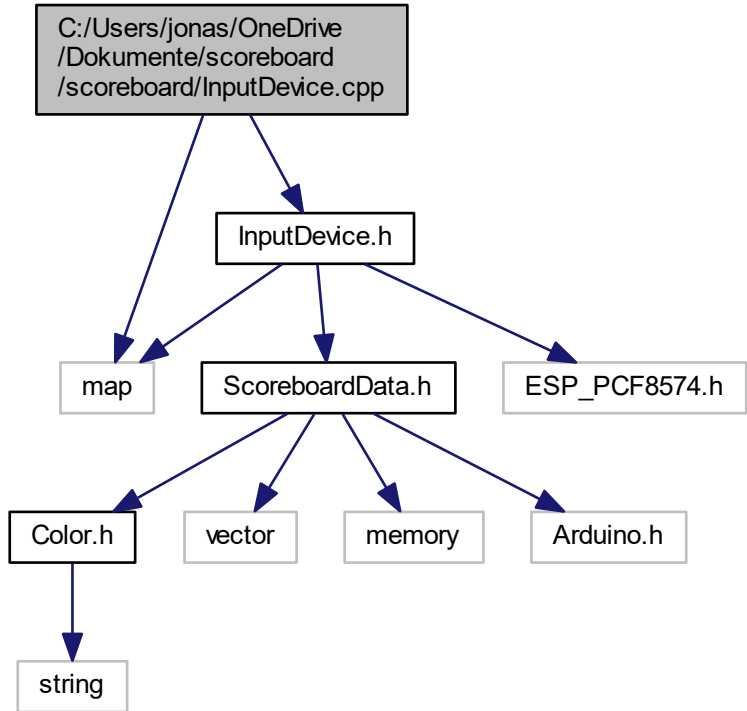 C:/Users/jonas/OneDrive
/Dokumente/scoreboard
/scoreboard/InputDevice.cpp
InputDevice.h
map
ScoreboardData.h
ESP_PCF8574.h
Color.h
vector
memory
Arduino.h
string